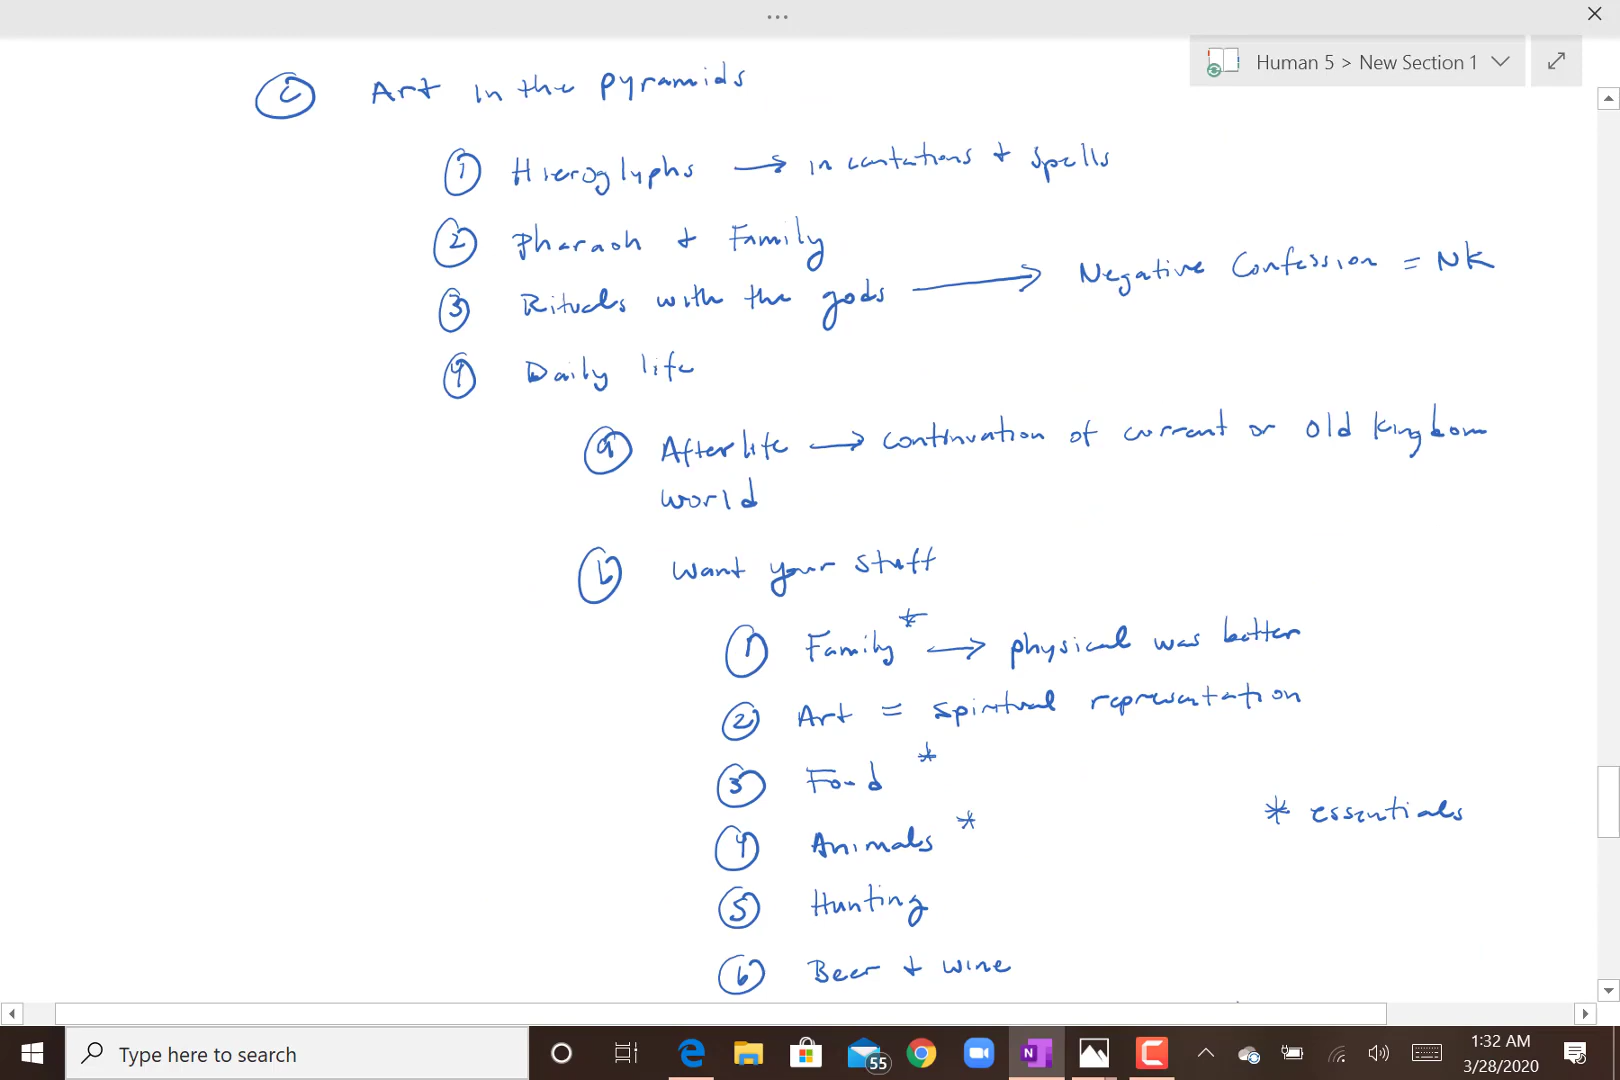 Human 5 > New Section 1
c Art in the pyramids
1 Hieroglyphs → incantations + spells
2 Pharaoh + Family
3 Rituals with the gods → Negative Confession = NK
4 Daily life
a Afterlife → continuation of current or old kingdom
world
b Want your stuff
1 Family * → physical was better
2 Art = spiritual representation
3 Food *
4 Animals *
* essentials
5 Hunting
6 Beer + wine
Type here to search
55
N
1:32 AM
3/28/2020